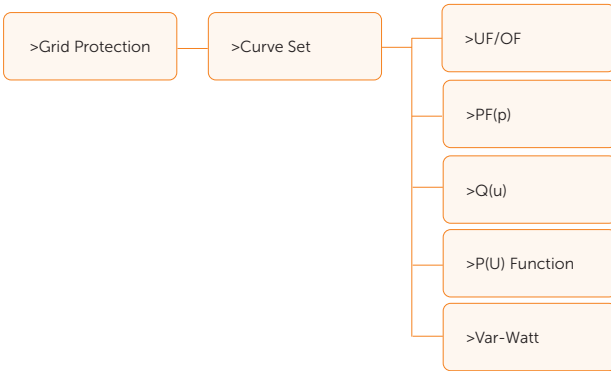 >Grid Protection
>Curve Set
>UF/OF
>PF(p)
>Q(u)
>P(U) Function
>Var-Watt